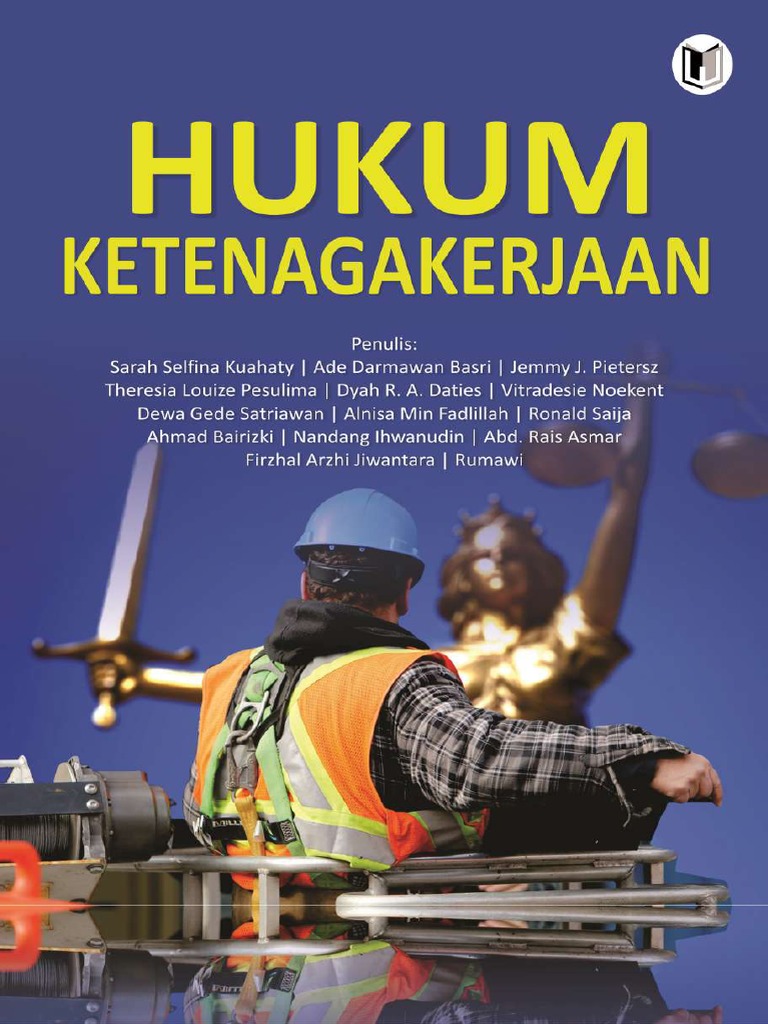 HUKUM
KETENAGAKERJAAN
Penulis:
Sarah Selfina Kuahaty | Ade Darmawan Basri | Jemmy J. Pietersz
Theresia Louize Pesulima | Dyah R. A. Daties | Vitradesie Noekent
Dewa Gede Satriawan | Alnisa Min Fadlillah | Ronald Saija
Ahmad Bairizki | Nandang Ihwanudin | Abd. Rais Asmar
Firzhal Arzhi Jiwantara | Rumawi